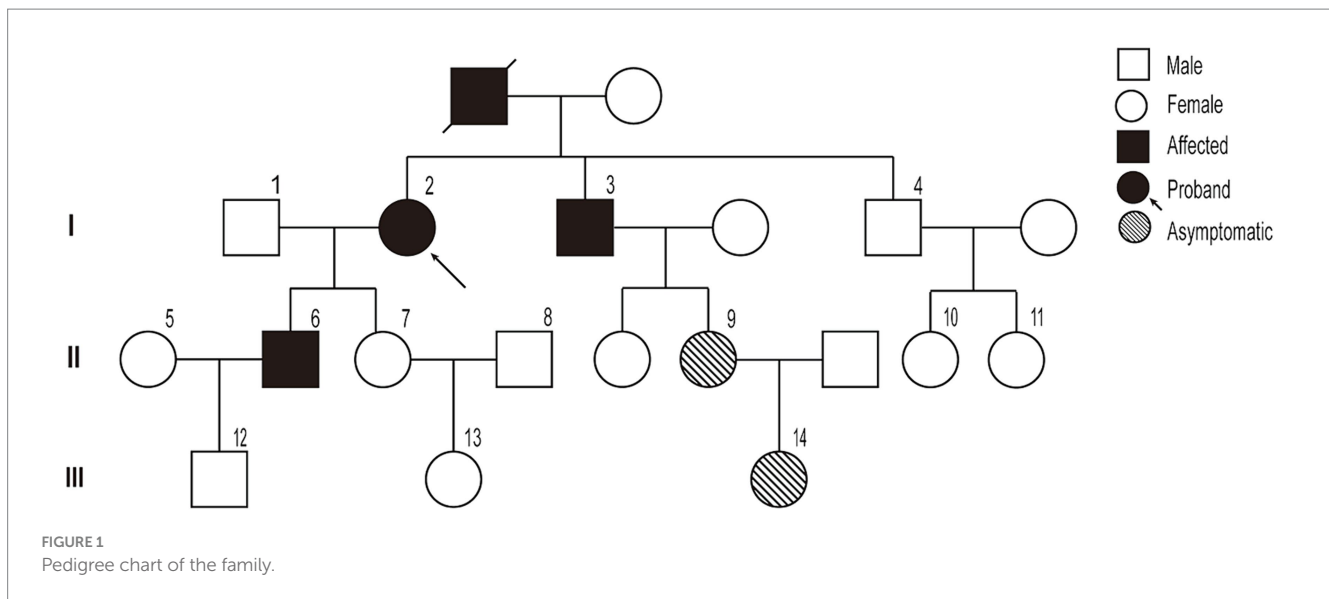 Male
Female
Affected
Proband
Asymptomatic
I
1
2
3
4
II
5
6
7
8
9
10
11
III
12
13
14
FIGURE 1
Pedigree chart of the family.